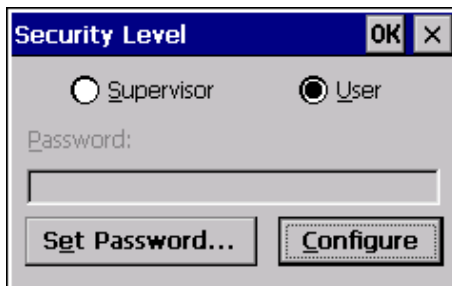 Security Level OK ×
Supervisor User
Password:
Set Password... Configure